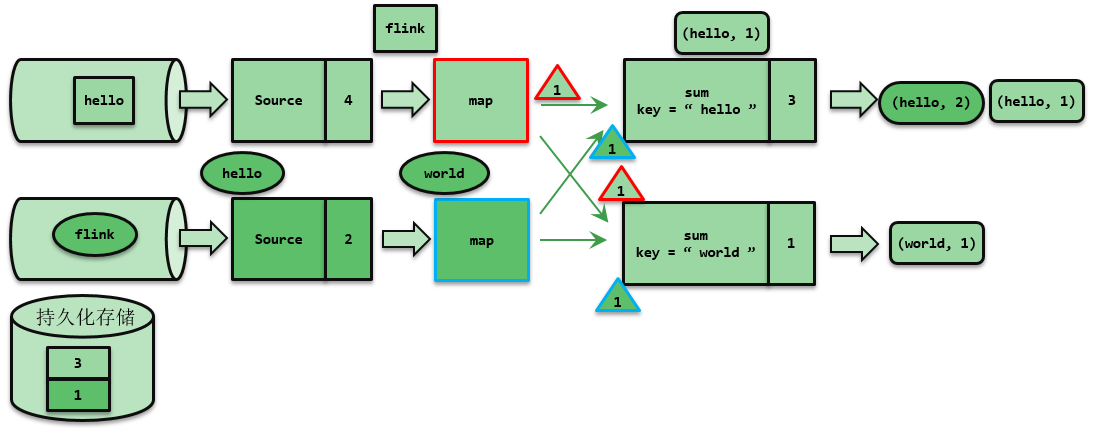 flink
(hello, 1)
hello
Source
4
map
1
sum
key = “ hello ”
3
(hello, 2)
(hello, 1)
1
hello
world
1
flink
Source
2
map
sum
key = “ world ”
1
(world, 1)
1
持久化存储
3
1